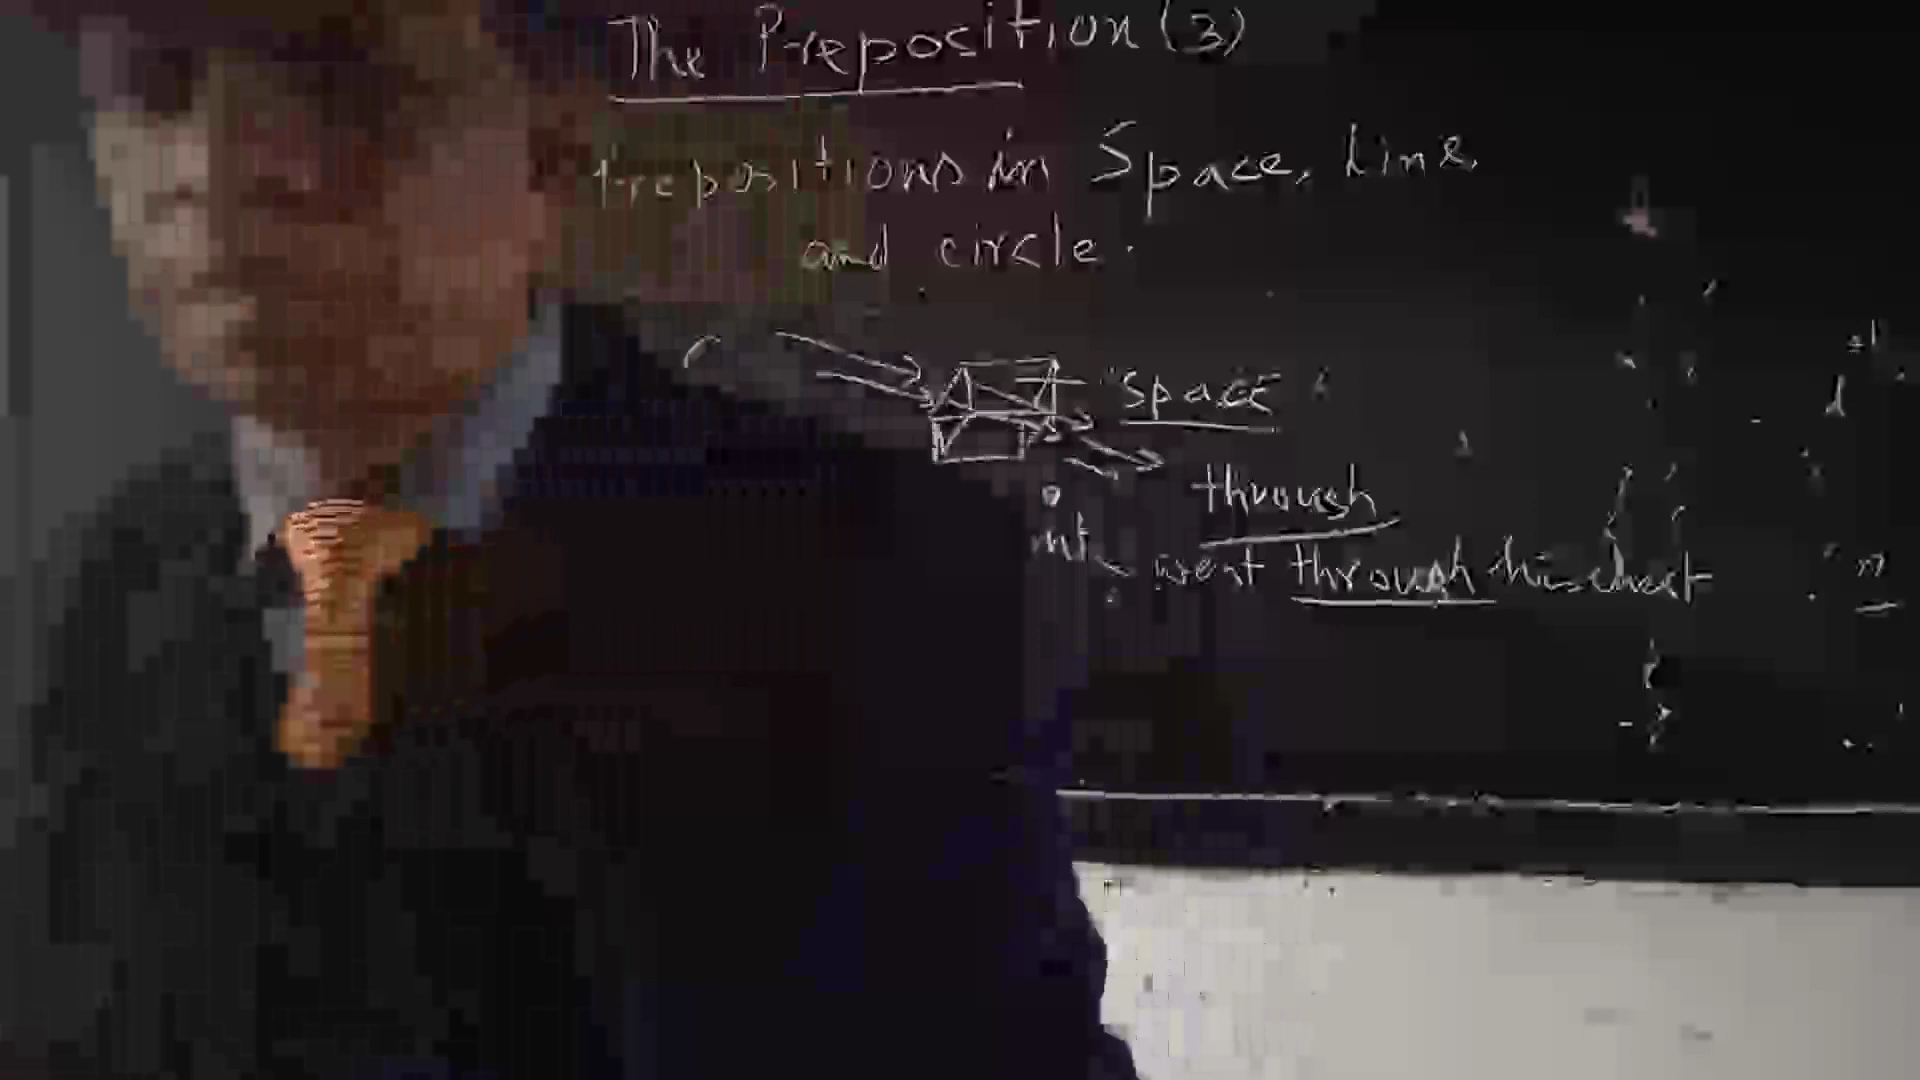 The Preposition (3)
Prepositions in Space, Line,
and circle.
Space
through
went through his chest